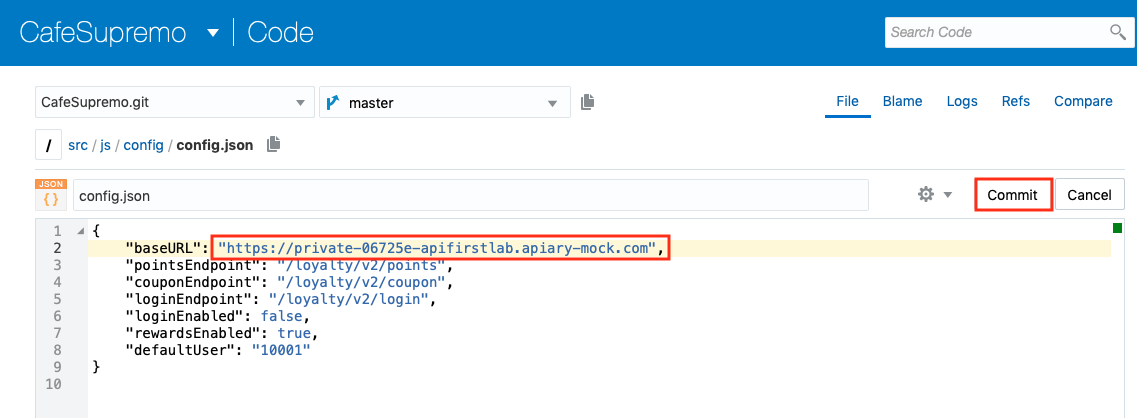 CafeSupremo Code
Search Code
CafeSupremo.git master File Blame Logs Refs Compare
/ src / js / config / config.json
JSON
{ } config.json Commit Cancel
1 {
2 "baseURL": "https://private-06725e-apifirstlab.apiary-mock.com",
3 "pointsEndpoint": "/loyalty/v2/points",
4 "couponEndpoint": "/loyalty/v2/coupon",
5 "loginEndpoint": "/loyalty/v2/login",
6 "loginEnabled": false,
7 "rewardsEnabled": true,
8 "defaultUser": "10001"
9 }
10